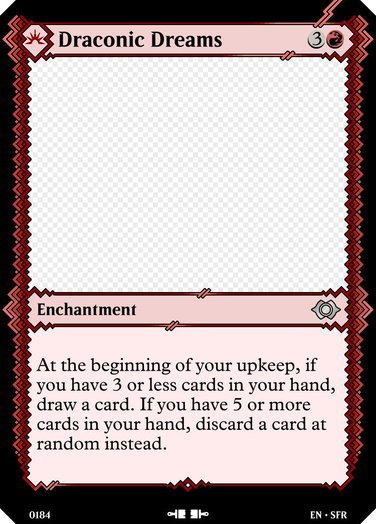 Draconic Dreams 3
Enchantment
At the beginning of your upkeep, if
you have 3 or less cards in your hand,
draw a card. If you have 5 or more
cards in your hand, discard a card at
random instead.
0184 EN • SFR